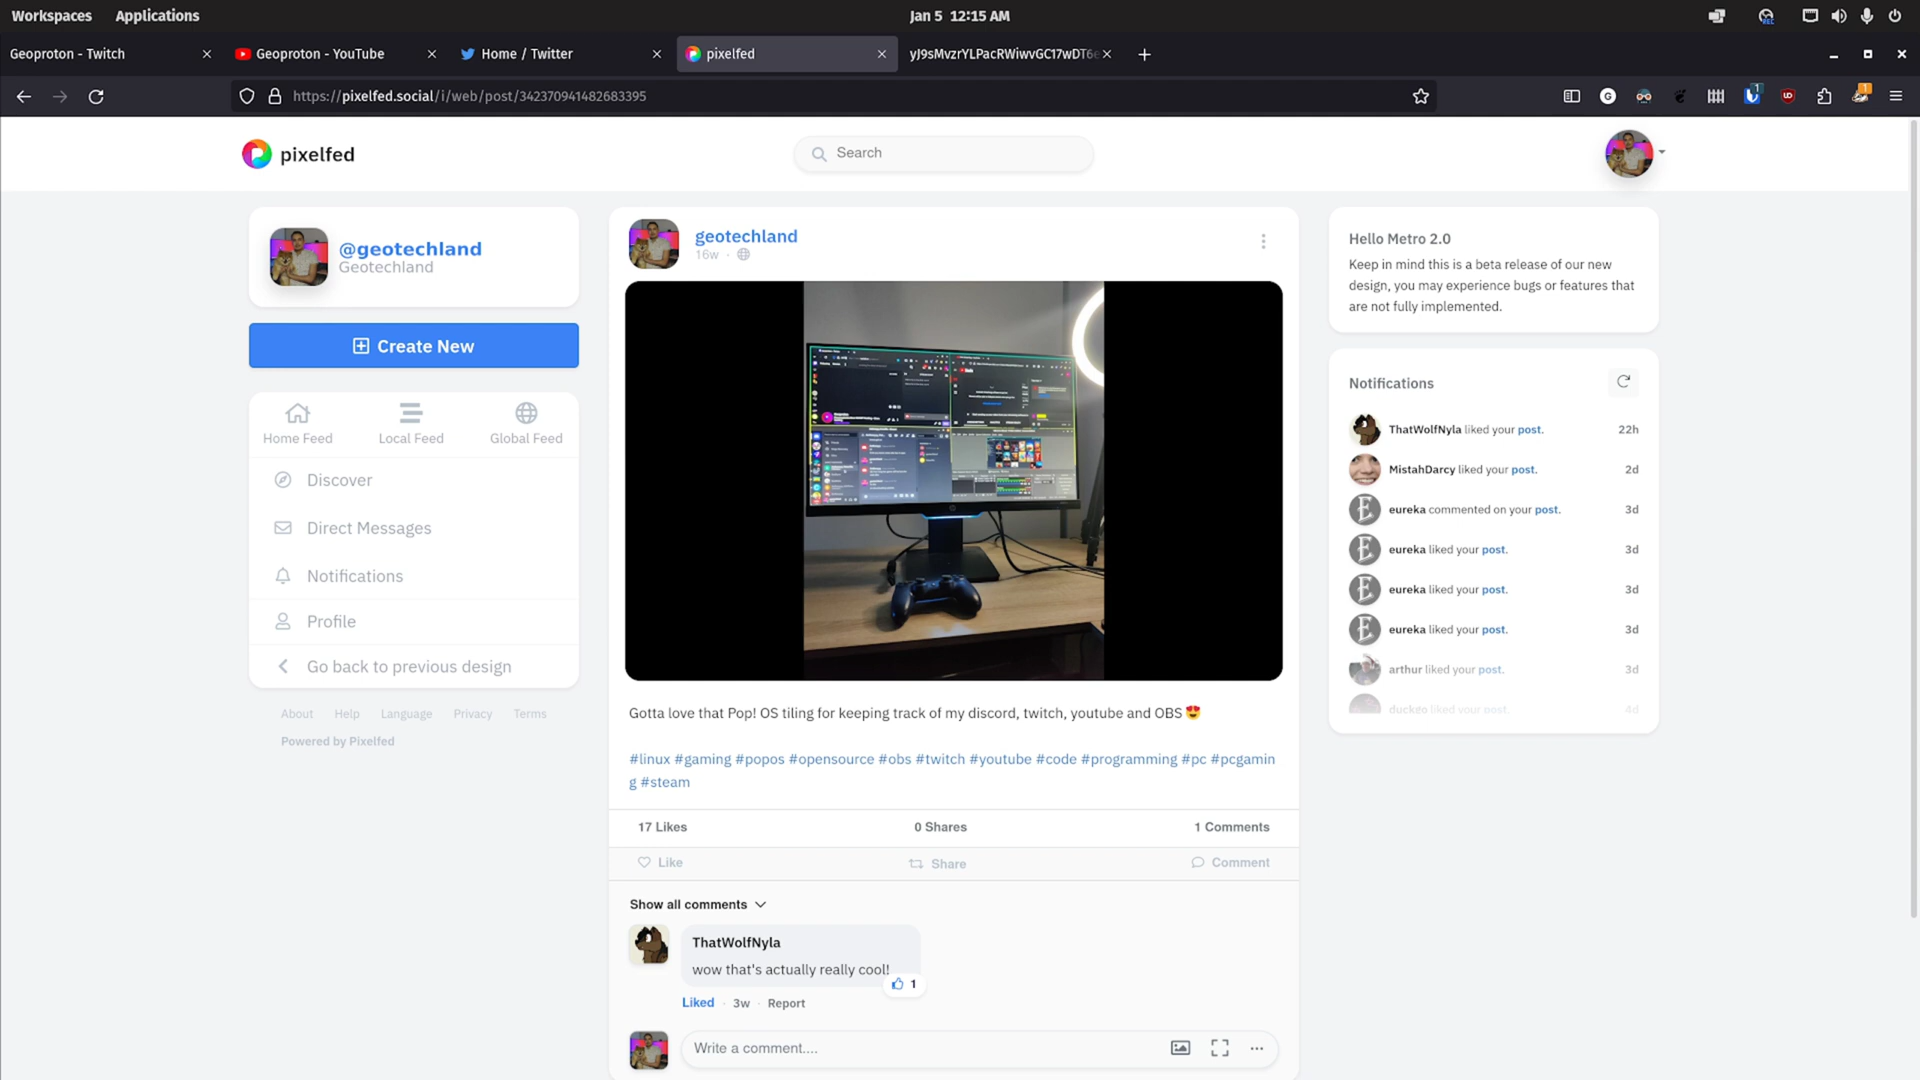 Workspaces Applications
Jan 5 12:15 AM
Geoproton - Twitch
Geoproton - YouTube
Home / Twitter
pixelfed
yJ9sMvzrYLPacRWiwvGC17wDT6
https://pixelfed.social/i/web/post/342370941482683395
pixelfed
Search
@geotechland
Geotechland
Create New
Home Feed
Local Feed
Global Feed
Discover
Direct Messages
Notifications
Profile
Go back to previous design
About Help Language Privacy Terms
Powered by Pixelfed
geotechland
16w ·
Gotta love that Pop! OS tiling for keeping track of my discord, twitch, youtube and OBS 😍
#linux #gaming #popos #opensource #obs #twitch #youtube #code #programming #pc #pcgamin
g #steam
17 Likes
0 Shares
1 Comments
Like
Share
Comment
Show all comments
ThatWolfNyla
wow that's actually really cool!
1
Liked · 3w · Report
Write a comment....
Hello Metro 2.0
Keep in mind this is a beta release of our new
design, you may experience bugs or features that
are not fully implemented.
Notifications
ThatWolfNyla liked your post. 22h
MistahDarcy liked your post. 2d
eureka commented on your post. 3d
eureka liked your post. 3d
eureka liked your post. 3d
eureka liked your post. 3d
arthur liked your post. 3d
duckgo liked your post. 4d